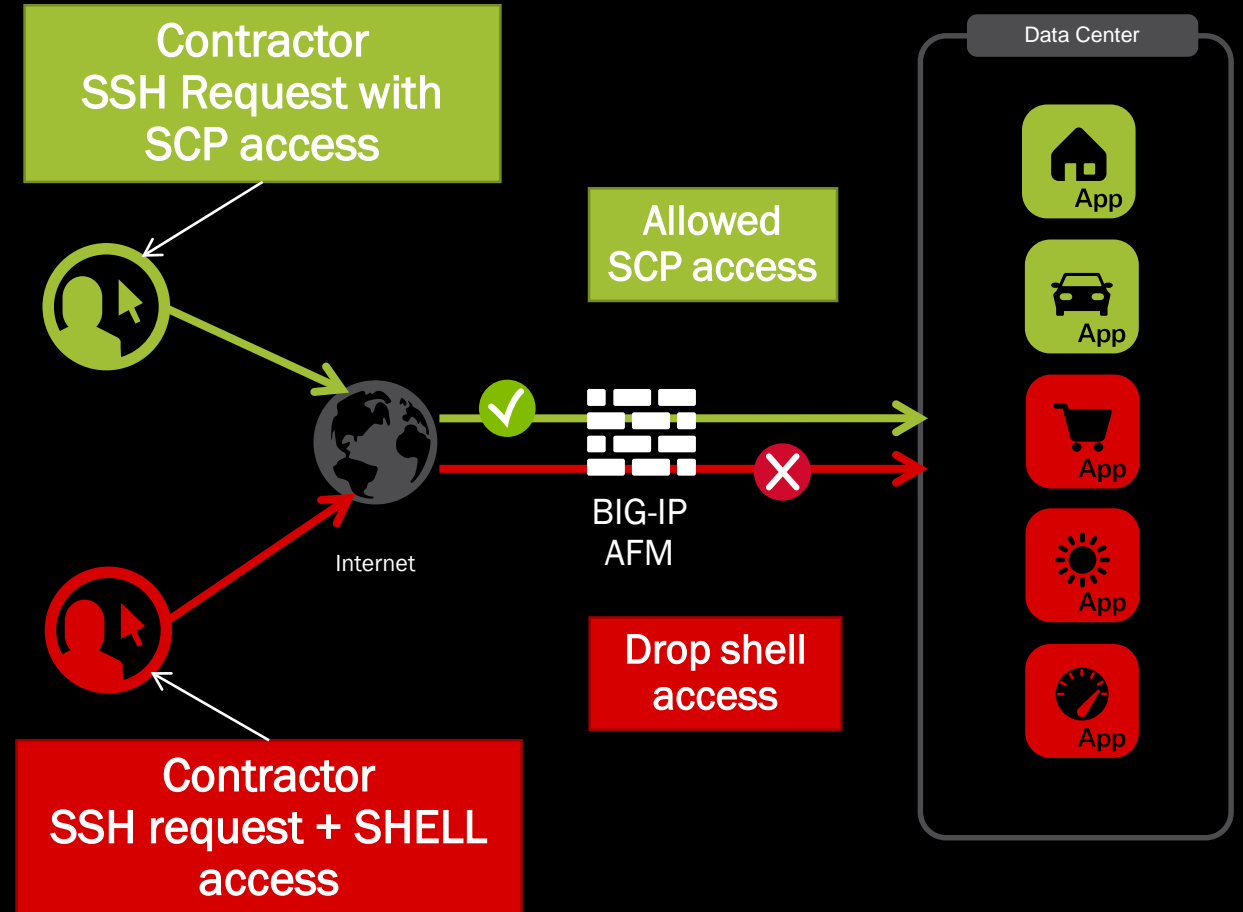 Contractor
SSH Request with
SCP access
Data Center
App
Allowed
SCP access
App
App
BIG-IP
AFM
Internet
App
Drop shell
access
App
Contractor
SSH request + SHELL
access